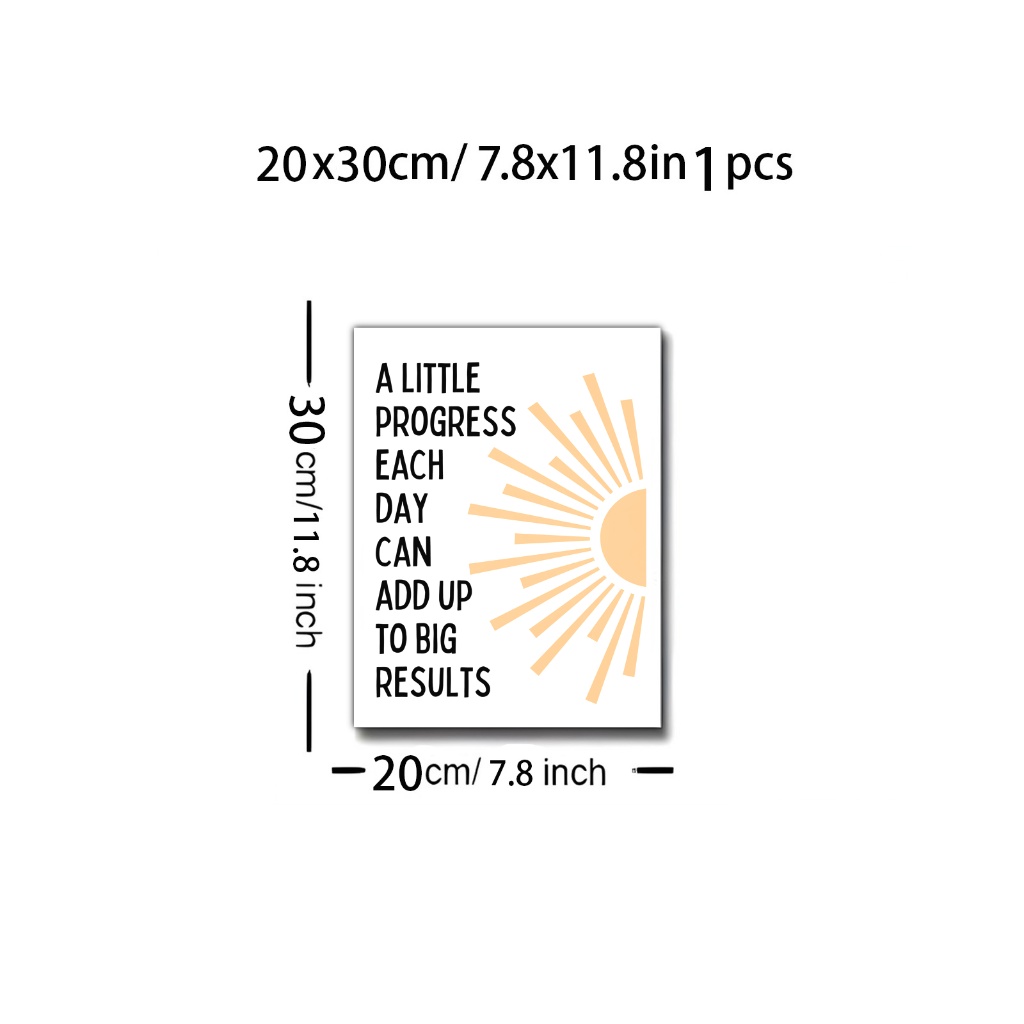 20x30cm/ 7.8x11.8in 1 pcs
A LITTLE
PROGRESS
EACH
DAY
CAN
ADD UP
TO BIG
RESULTS
30cm/11.8 inch
20cm/ 7.8 inch